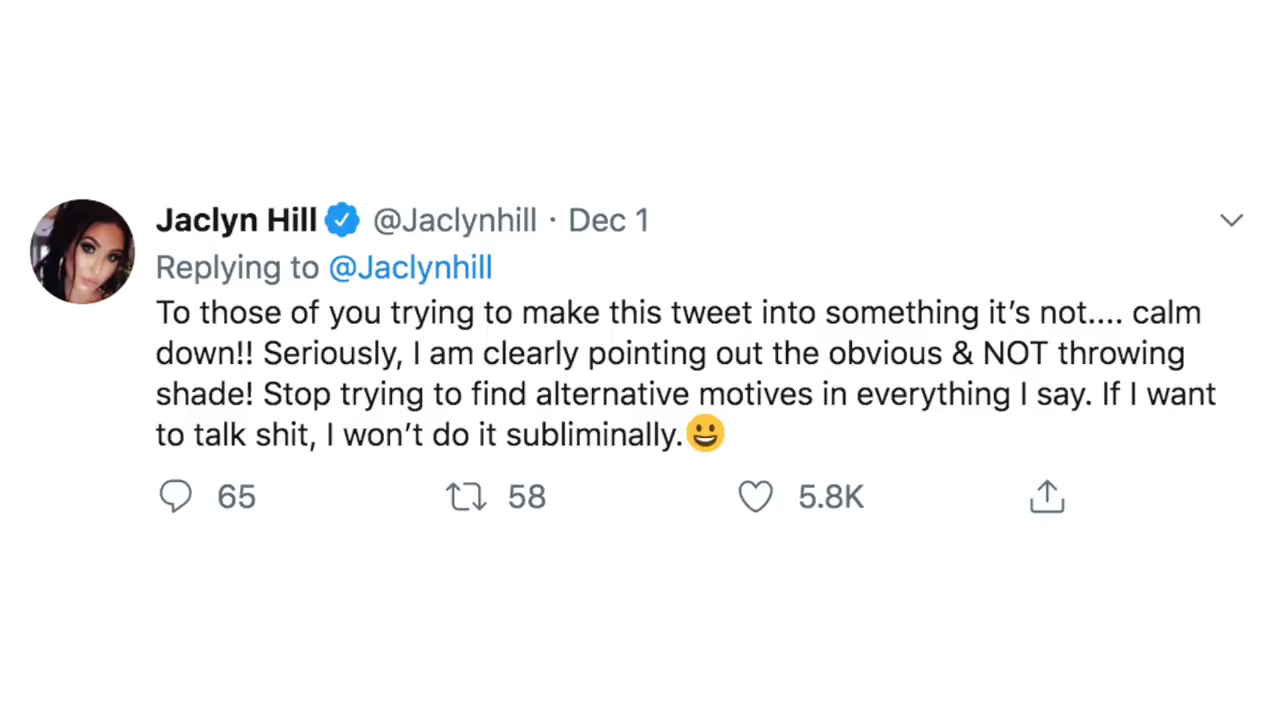 Jaclyn Hill @Jaclynhill · Dec 1
Replying to @Jaclynhill
To those of you trying to make this tweet into something it’s not.... calm
down!! Seriously, I am clearly pointing out the obvious & NOT throwing
shade! Stop trying to find alternative motives in everything I say. If I want
to talk shit, I won’t do it subliminally.😀
65 58 5.8K